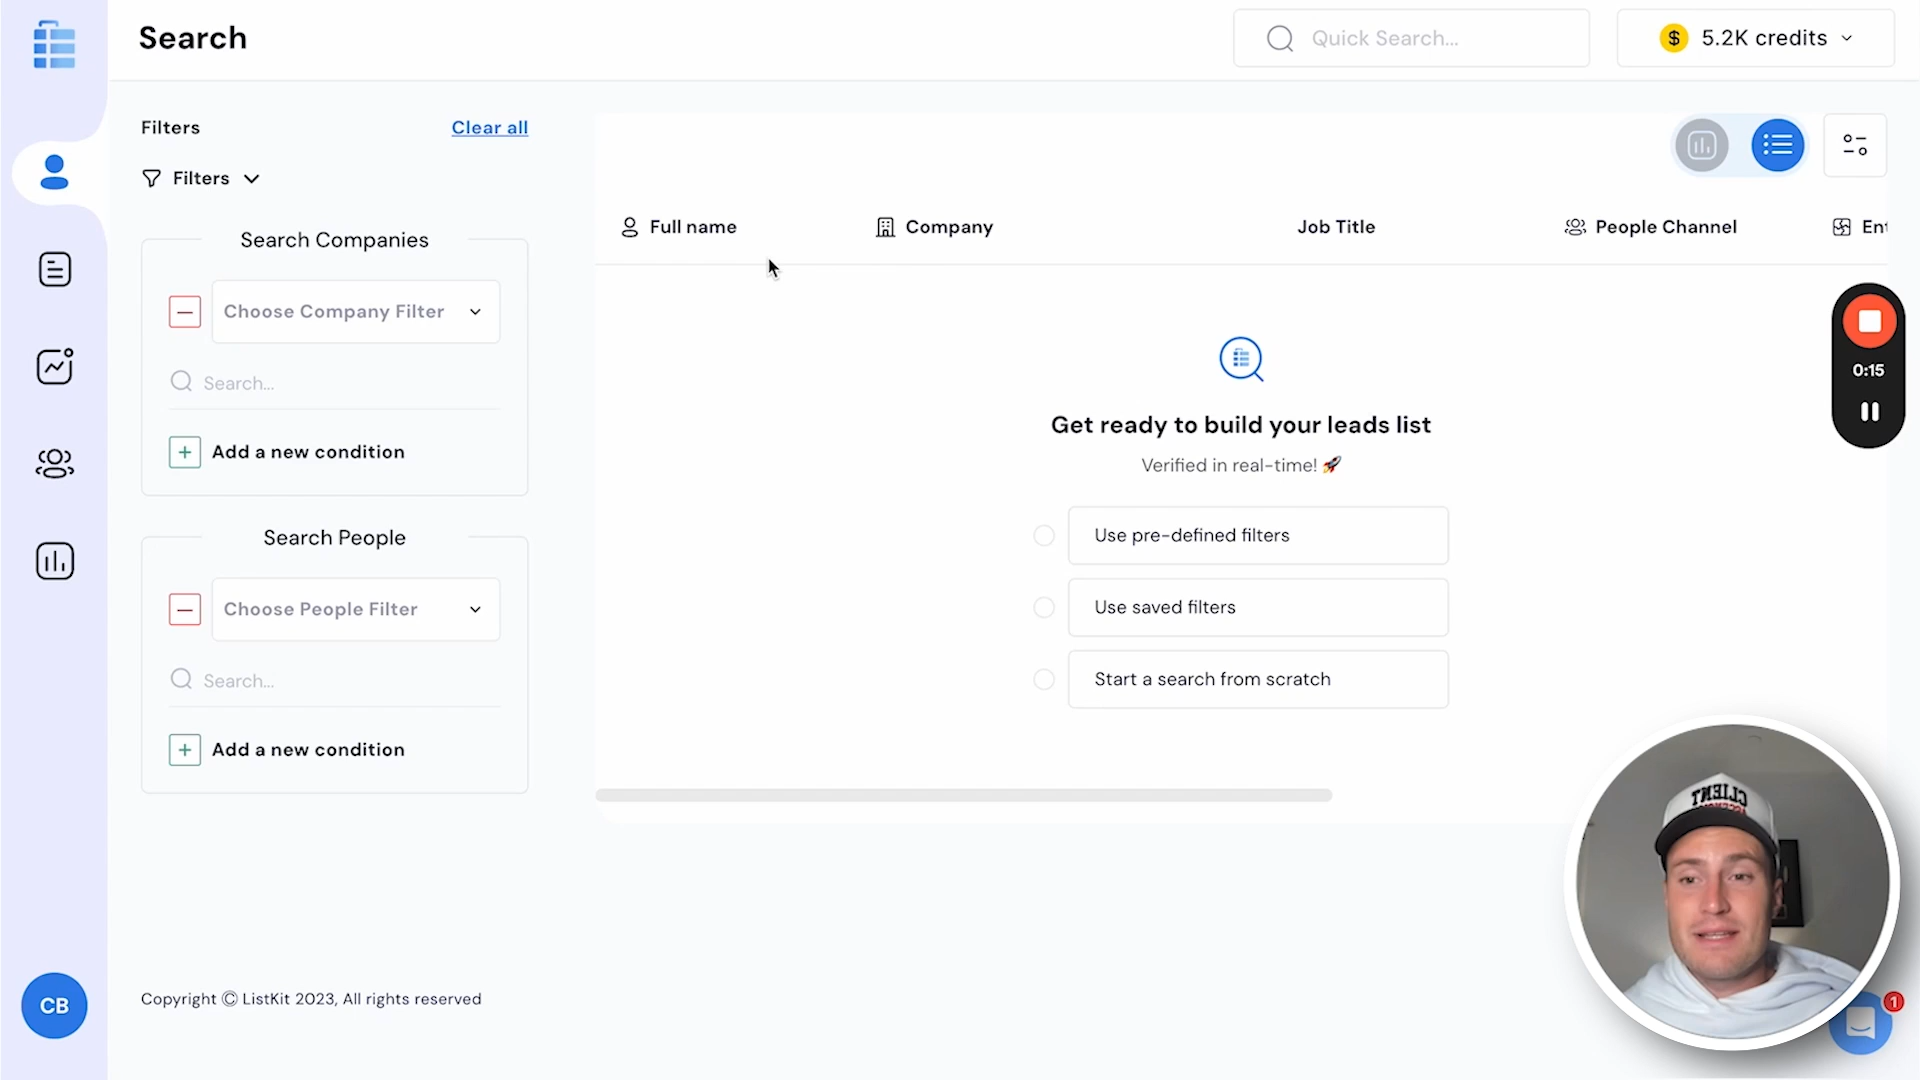 Search
Quick Search...
$ 5.2K credits
Filters
Clear all
Filters
Search Companies
Choose Company Filter
Search...
Add a new condition
Search People
Choose People Filter
Search...
Add a new condition
Full name
Company
Job Title
People Channel
Ent
Get ready to build your leads list
Verified in real-time! 🚀
Use pre-defined filters
Use saved filters
Start a search from scratch
0:15
CLIENT
1
CB
Copyright © ListKit 2023, All rights reserved